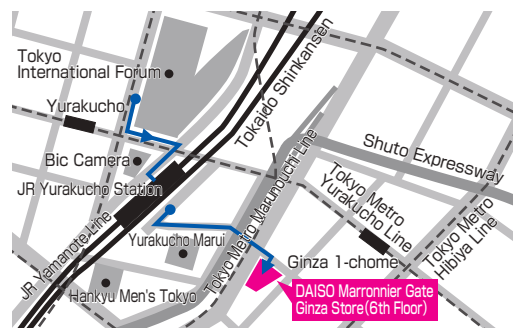 Tokyo
International Forum
Yurakucho
Bic Camera
JR Yurakucho Station
JR Yamanote Line
Tokaido Shinkansen
Yurakucho Marui
Hankyu Men's Tokyo
Tokyo Metro Marunouchi Line
Shuto Expressway
Tokyo Metro
Yurakucho Line
Tokyo Metro
Hibiya Line
Ginza 1-chome
DAISO Marronnier Gate
Ginza Store(6th Floor)